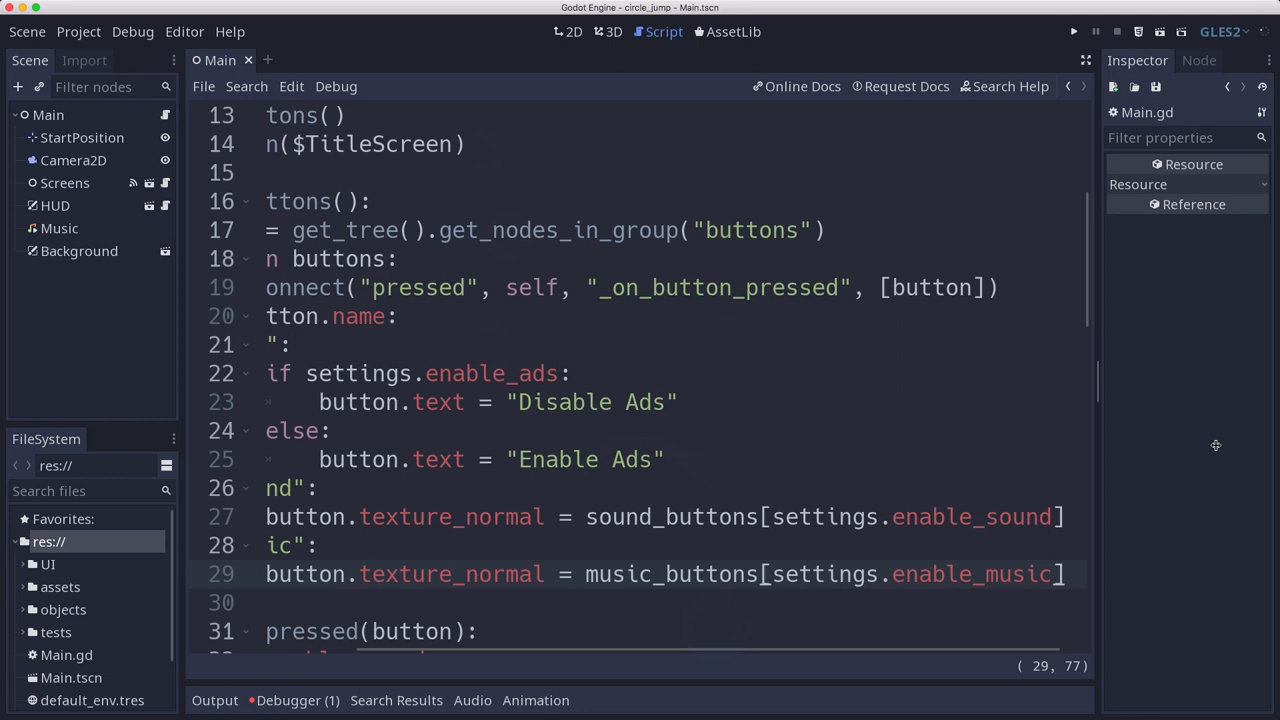 Godot Engine - circle_jump - Main.tscn
Scene Project Debug Editor Help
2D 3D Script AssetLib
GLES2
Scene Import
Filter nodes
Main
StartPosition
Camera2D
Screens
HUD
Music
Background
FileSystem
res://
Search files
Favorites:
res://
UI
assets
objects
tests
Main.gd
Main.tscn
default_env.tres
Main
File Search Edit Debug
Online Docs Request Docs Search Help
13 tons()
14 n($TitleScreen)
15
16 ttons():
17 = get_tree().get_nodes_in_group("buttons")
18 n buttons:
19 onnect("pressed", self, "_on_button_pressed", [button])
20 tton.name:
21 ":
22 if settings.enable_ads:
23 button.text = "Disable Ads"
24 else:
25 button.text = "Enable Ads"
26 nd":
27 button.texture_normal = sound_buttons[settings.enable_sound]
28 ic":
29 button.texture_normal = music_buttons[settings.enable_music]
30
31 pressed(button):
( 29, 77)
Output Debugger (1) Search Results Audio Animation
Inspector Node
Main.gd
Filter properties
Resource
Resource
Reference